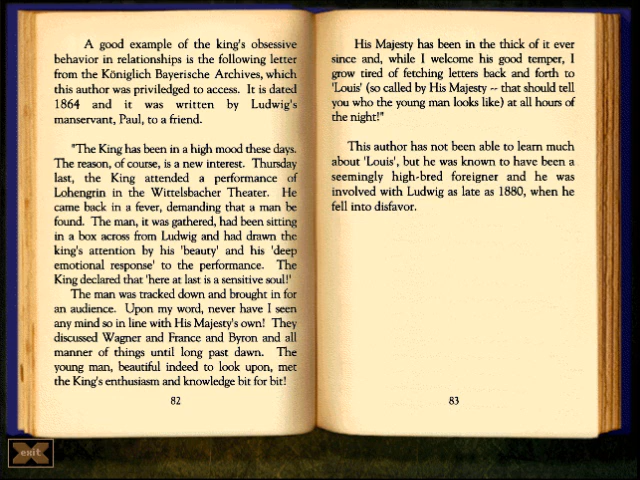 A good example of the king's obsessive
behavior in relationships is the following letter
from the Königlich Bayerische Archives, which
this author was priviledged to access. It is dated
1864 and it was written by Ludwig's
manservant, Paul, to a friend.
"The King has been in a high mood these days.
The reason, of course, is a new interest. Thursday
last, the King attended a performance of
Lohengrin in the Wittelsbacher Theater. He
came back in a fever, demanding that a man be
found. The man, it was gathered, had been sitting
in a box across from Ludwig and had drawn the
king's attention by his 'beauty' and his 'deep
emotional response' to the performance. The
King declared that 'here at last is a sensitive soul!'
The man was tracked down and brought in for
an audience. Upon my word, never have I seen
any mind so in line with His Majesty's own! They
discussed Wagner and France and Byron and all
manner of things until long past dawn. The
young man, beautiful indeed to look upon, met
the King's enthusiasm and knowledge bit for bit!
82
His Majesty has been in the thick of it ever
since and, while I welcome his good temper, I
grow tired of fetching letters back and forth to
'Louis' (so called by His Majesty -- that should tell
you who the young man looks like) at all hours of
the night!"
This author has not been able to learn much
about 'Louis', but he was known to have been a
seemingly high-bred foreigner and he was
involved with Ludwig as late as 1880, when he
fell into disfavor.
83
exit